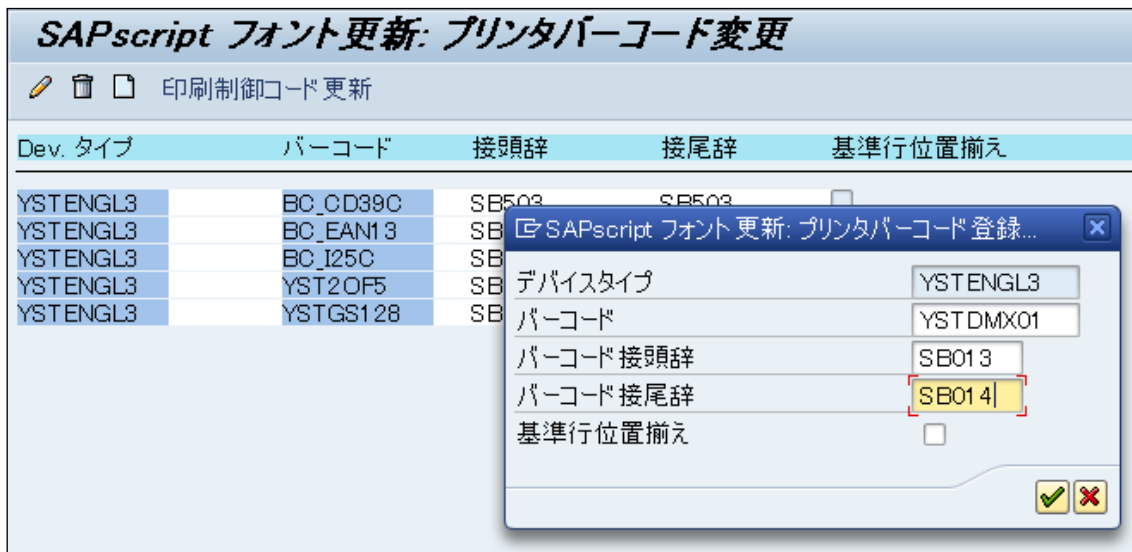 SAPscript フォント更新: プリンタバーコード変更
印刷制御コード更新
Dev. タイプ バーコード 接頭辞 接尾辞 基準行位置揃え
YSTENGL3 BC_CD39C SB503 SB503
YSTENGL3 BC_EAN13 SB
YSTENGL3 BC_I25C SB
YSTENGL3 YST2OF5 SB
YSTENGL3 YSTGS128 SB
SAPscript フォント更新: プリンタバーコード登録...
デバイスタイプ YSTENGL3
バーコード YSTDMX01
バーコード接頭辞 SB013
バーコード接尾辞 SB014
基準行位置揃え